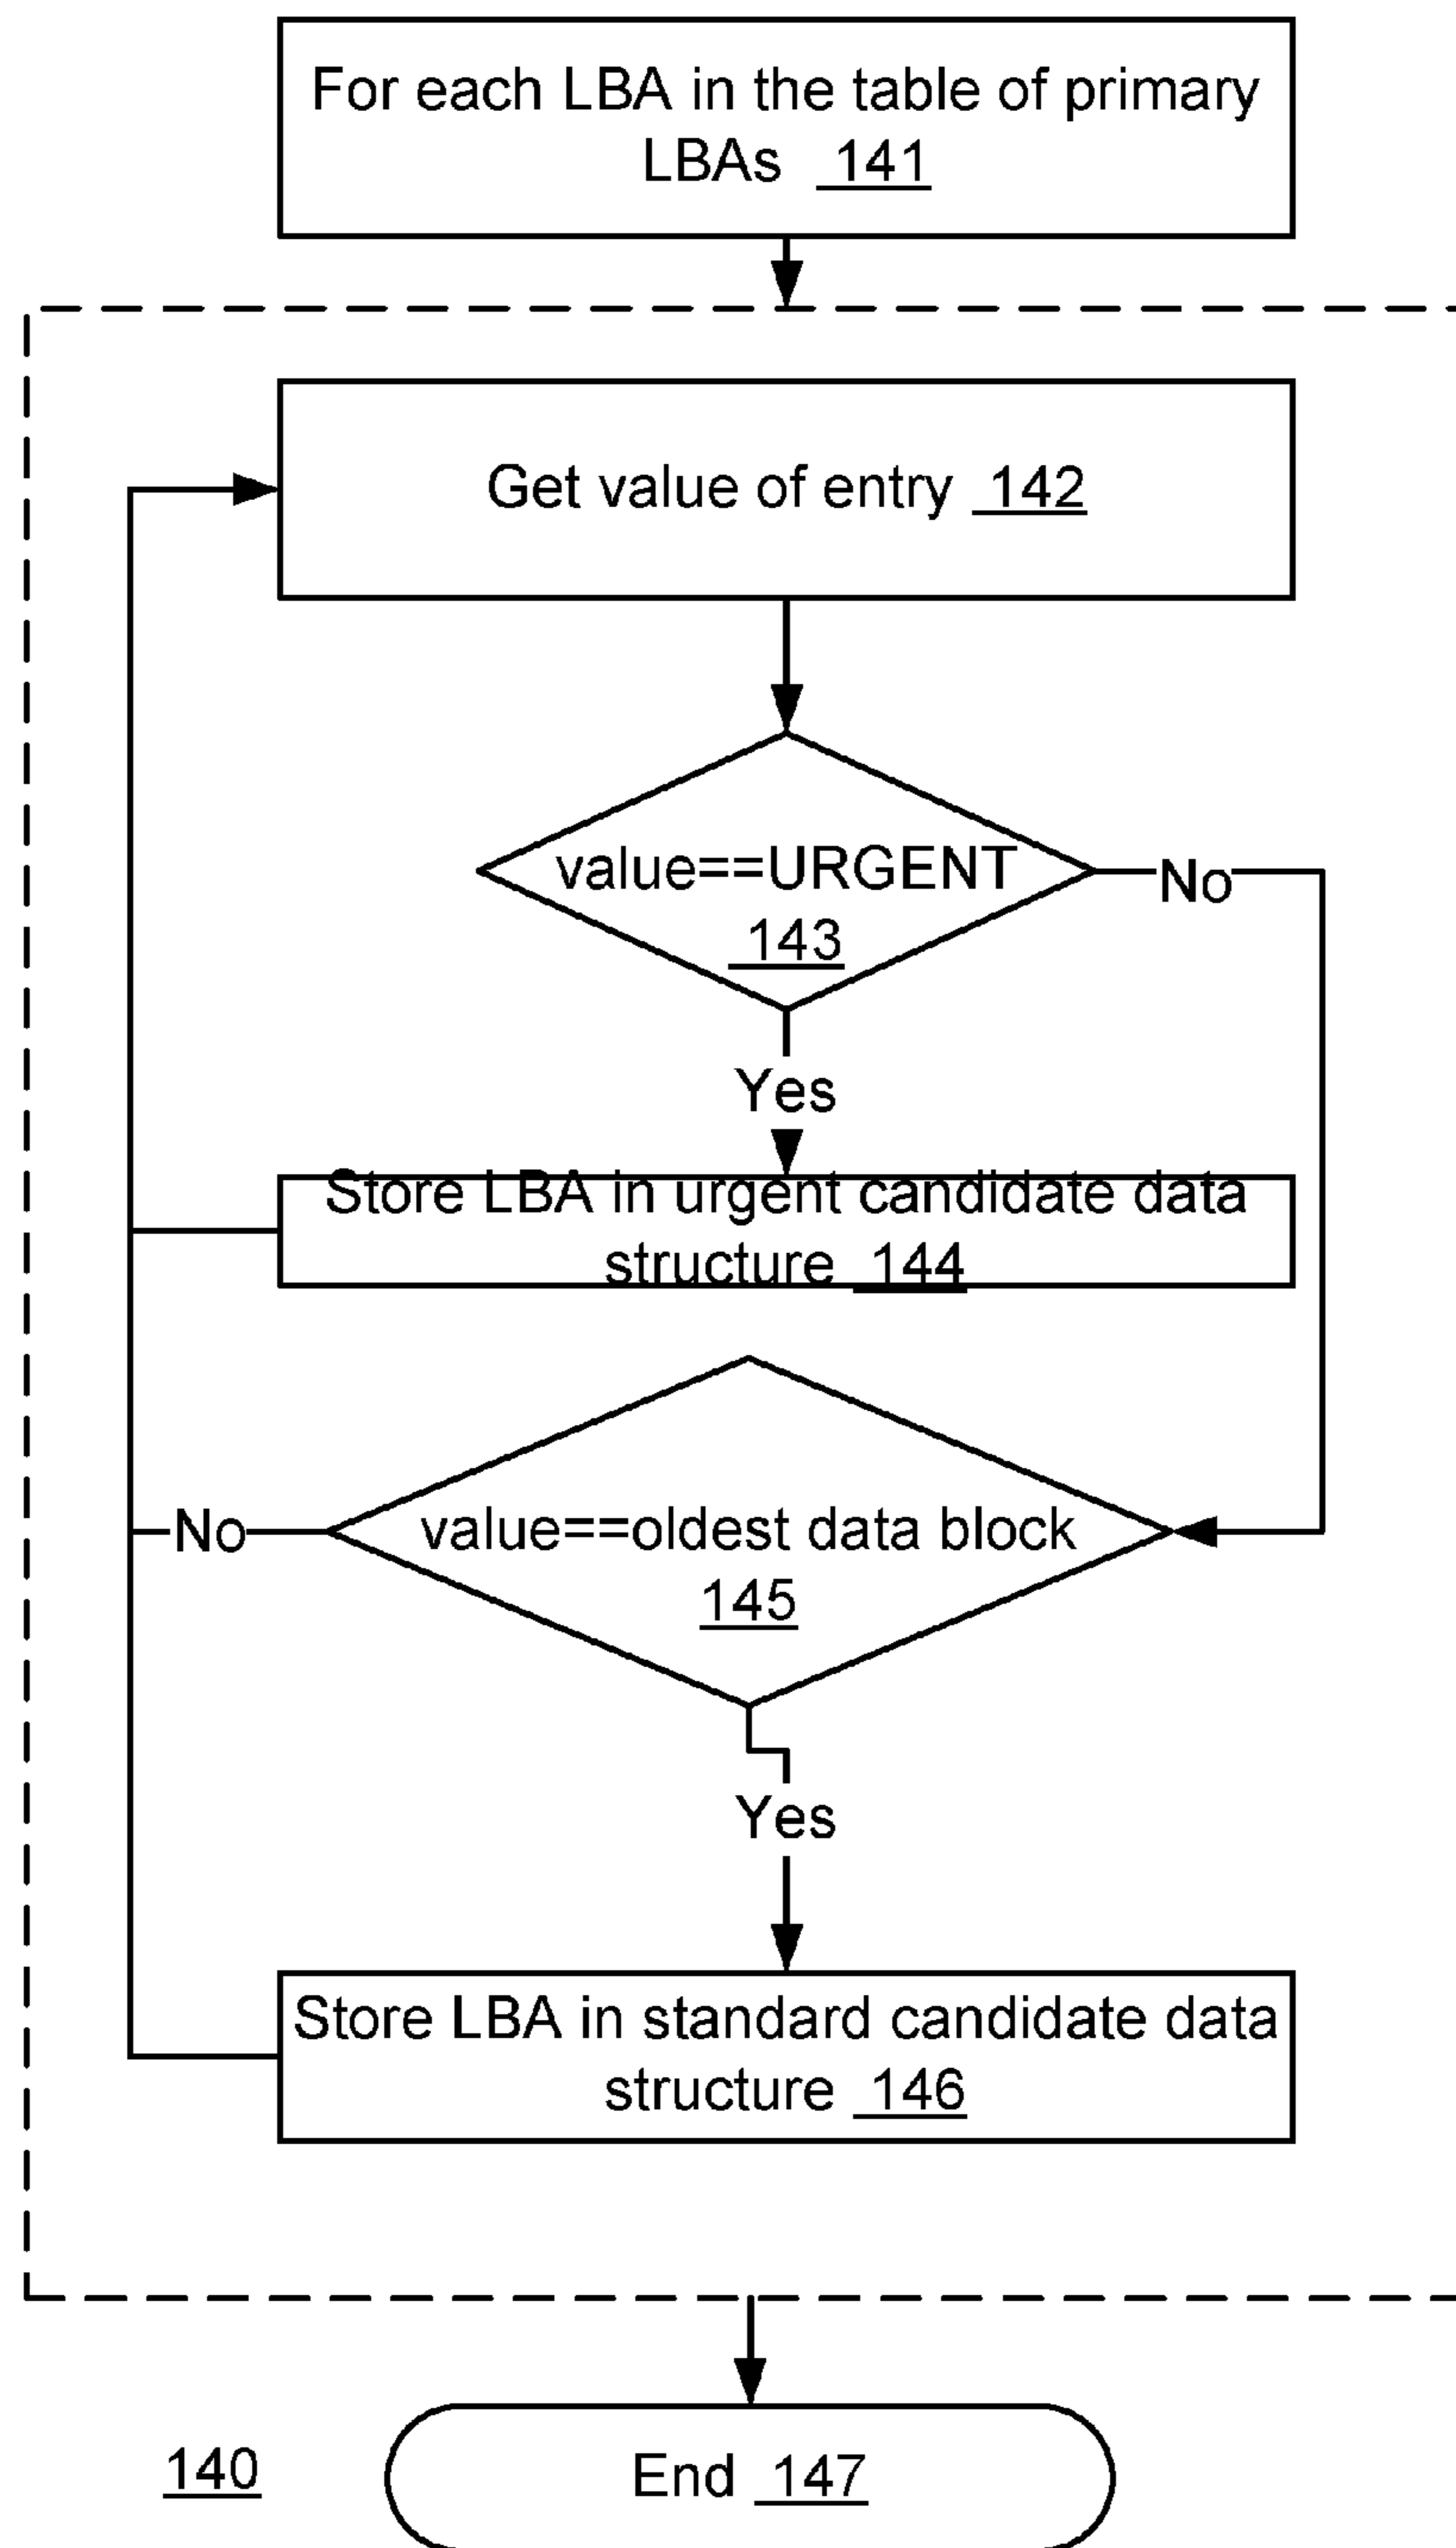 For each LBA in the table of primary
LBAs 141
Get value of entry 142
value==URGENT
143
No
Yes
Store LBA in urgent candidate data
structure 144
value==oldest data block
145
No
Yes
Store LBA in standard candidate data
structure 146
140
End 147